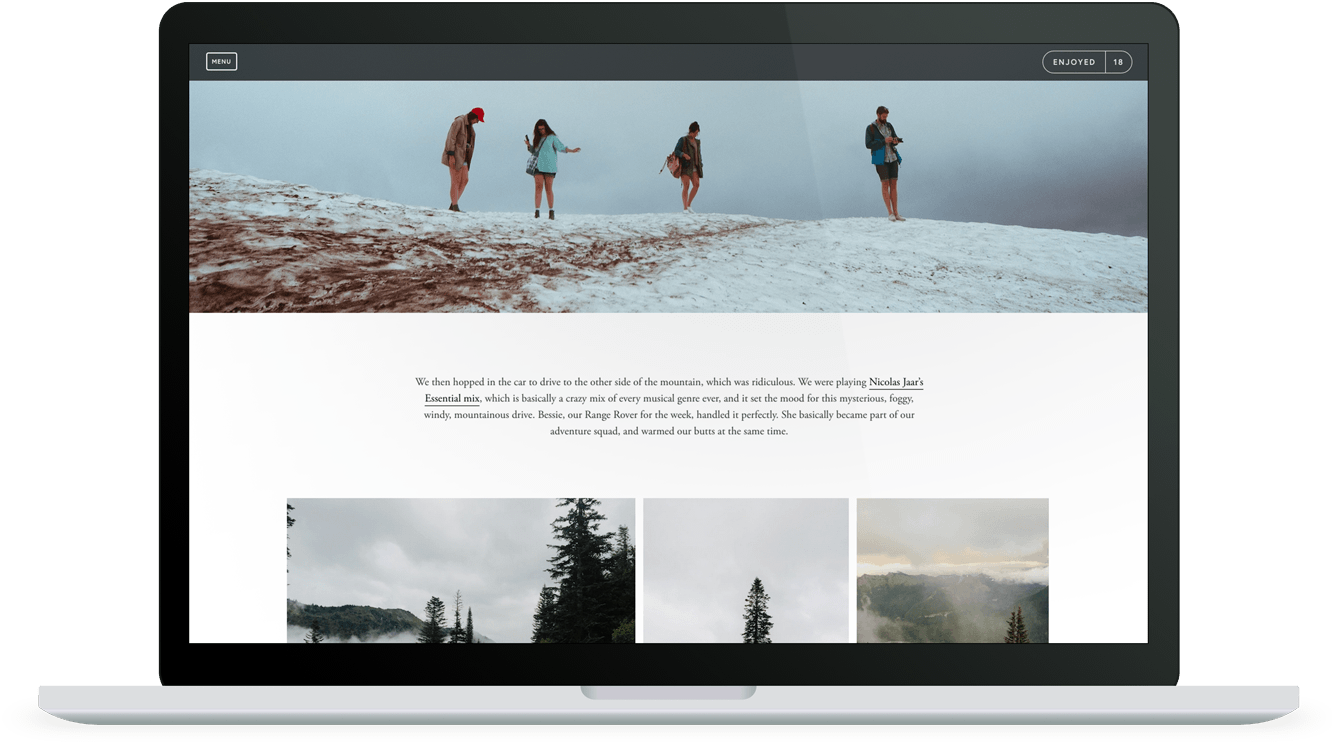 MENU
ENJOYED 18
We then hopped in the car to drive to the other side of the mountain, which was ridiculous. We were playing Nicolas Jaar's
Essential mix, which is basically a crazy mix of every musical genre ever, and it set the mood for this mysterious, foggy,
windy, mountainous drive. Bessie, our Range Rover for the week, handled it perfectly. She basically became part of our
adventure squad, and warmed our butts at the same time.